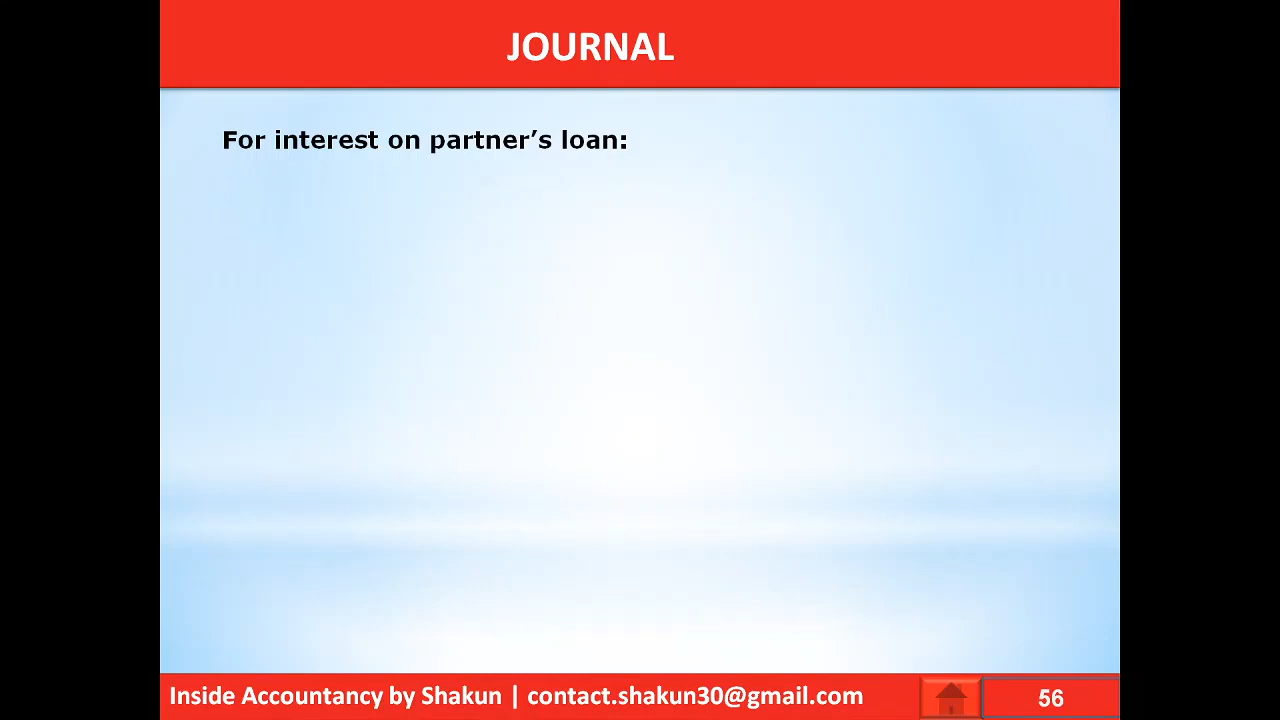 JOURNAL
For interest on partner’s loan:
Inside Accountancy by Shakun | contact.shakun30@gmail.com
56